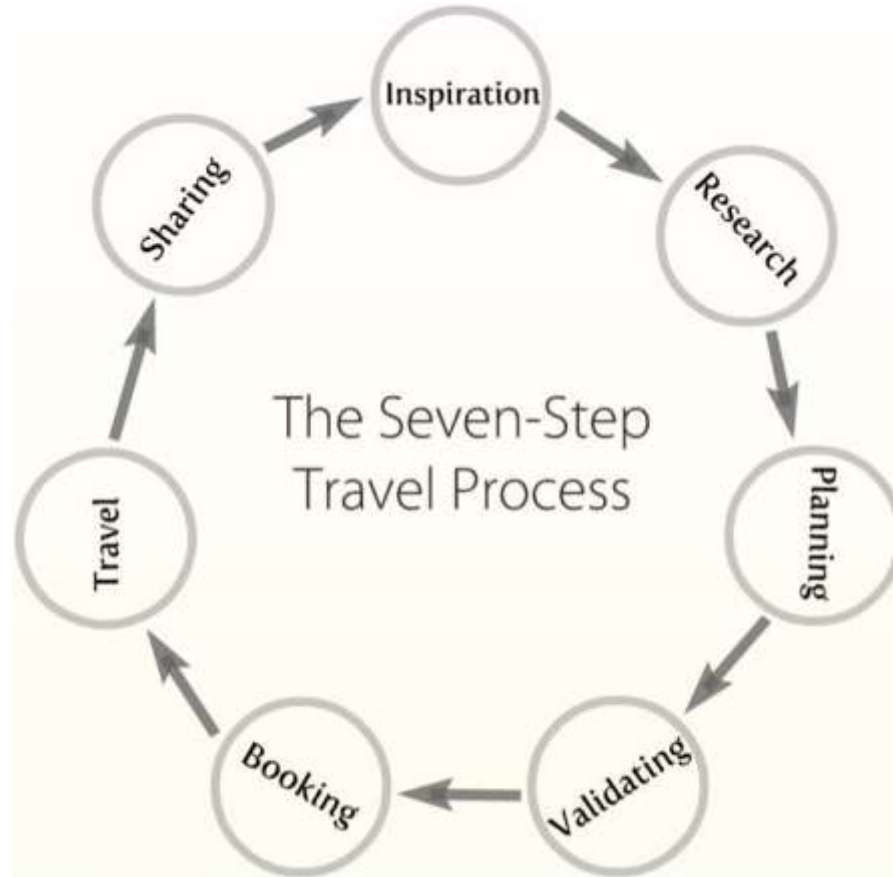 Inspiration
Research
Planning
Validating
Booking
Travel
Sharing
The Seven-Step
Travel Process